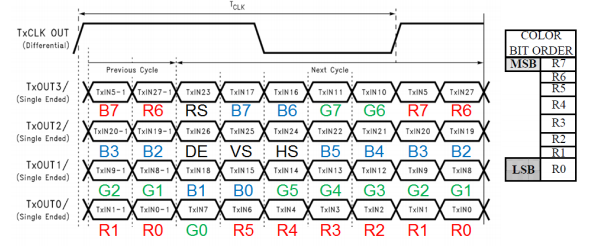 TCLK
TxCLK OUT
(Differential)
Previous Cycle Next Cycle
TxOUT3/
(Single Ended)
TxIN5-1 TxIN27-1 TxIN23 TxIN17 TxIN16 TxIN11 TxIN10 TxIN5 TxIN27
B7 R6 RS B7 B6 G7 G6 R7 R6
TxOUT2/
(Single Ended)
TxIN20-1 TxIN19-1 TxIN26 TxIN25 TxIN24 TxIN22 TxIN21 TxIN20 TxIN19
B3 B2 DE VS HS B5 B4 B3 B2
TxOUT1/
(Single Ended)
TxIN9-1 TxIN8-1 TxIN18 TxIN15 TxIN14 TxIN13 TxIN12 TxIN9 TxIN8
G2 G1 B1 B0 G5 G4 G3 G2 G1
TxOUT0/
(Single Ended)
TxIN1-1 TxIN0-1 TxIN7 TxIN6 TxIN4 TxIN3 TxIN2 TxIN1 TxIN0
R1 R0 G0 R5 R4 R3 R2 R1 R0
COLOR
BIT ORDER
MSB R7
R6
R5
R4
R3
R2
R1
LSB R0